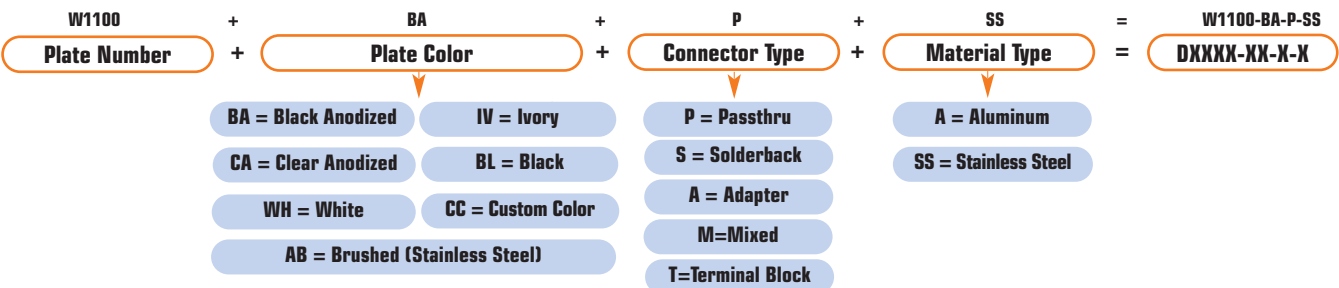 W1100 + BA + P + SS = W1100-BA-P-SS
Plate Number + Plate Color + Connector Type + Material Type = DXXXX-XX-X-X
BA = Black Anodized IV = Ivory P = Passthru A = Aluminum
CA = Clear Anodized BL = Black S = Solderback SS = Stainless Steel
WH = White CC = Custom Color A = Adapter
AB = Brushed (Stainless Steel) M=Mixed
T=Terminal Block